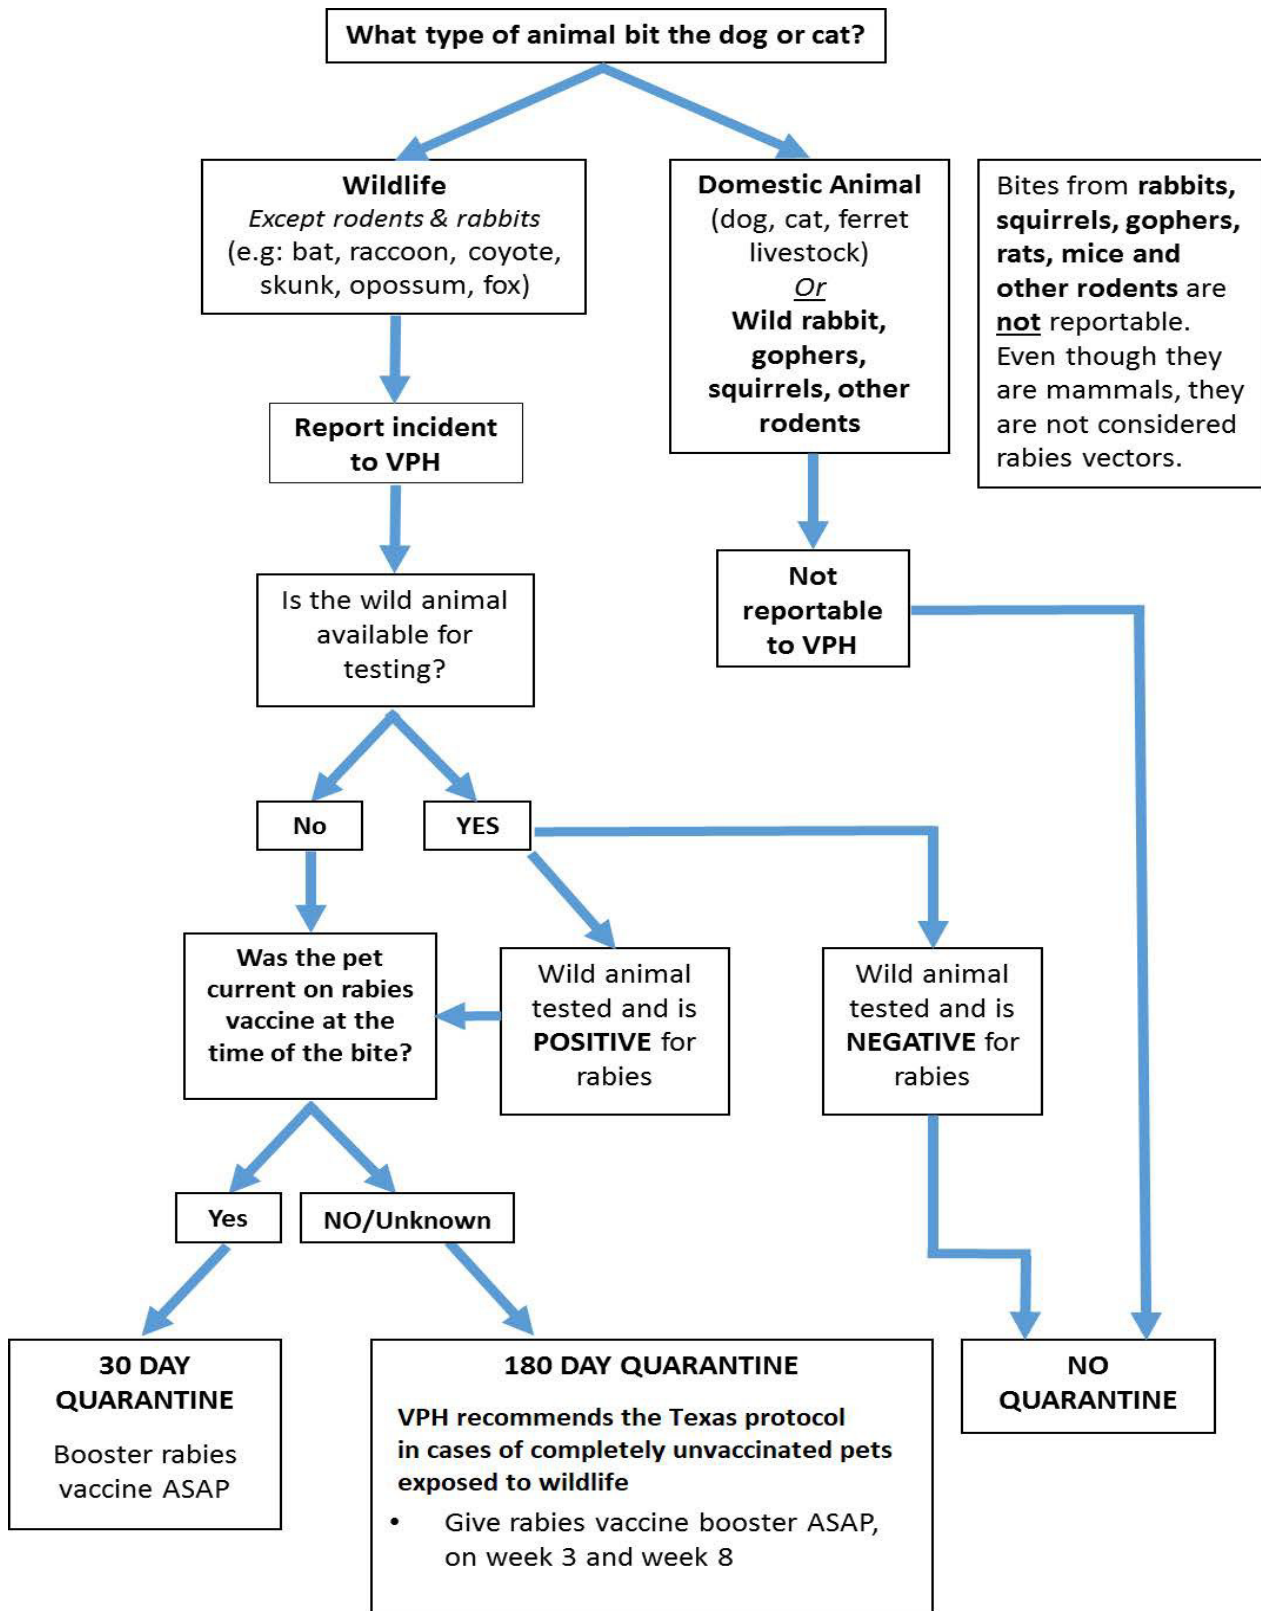 What type of animal bit the dog or cat?
Wildlife
Except rodents & rabbits
(e.g: bat, raccoon, coyote,
skunk, opossum, fox)
Domestic Animal
(dog, cat, ferret
livestock)
Or
Wild rabbit,
gophers,
squirrels, other
rodents
Bites from rabbits,
squirrels, gophers,
rats, mice and
other rodents are
not reportable.
Even though they
are mammals, they
are not considered
rabies vectors.
Report incident
to VPH
Not
reportable
to VPH
Is the wild animal
available for
testing?
No
YES
Was the pet
current on rabies
vaccine at the
time of the bite?
Wild animal
tested and is
POSITIVE for
rabies
Wild animal
tested and is
NEGATIVE for
rabies
Yes
NO/Unknown
30 DAY
QUARANTINE
Booster rabies
vaccine ASAP
180 DAY QUARANTINE
VPH recommends the Texas protocol
in cases of completely unvaccinated pets
exposed to wildlife
• Give rabies vaccine booster ASAP,
on week 3 and week 8
NO
QUARANTINE